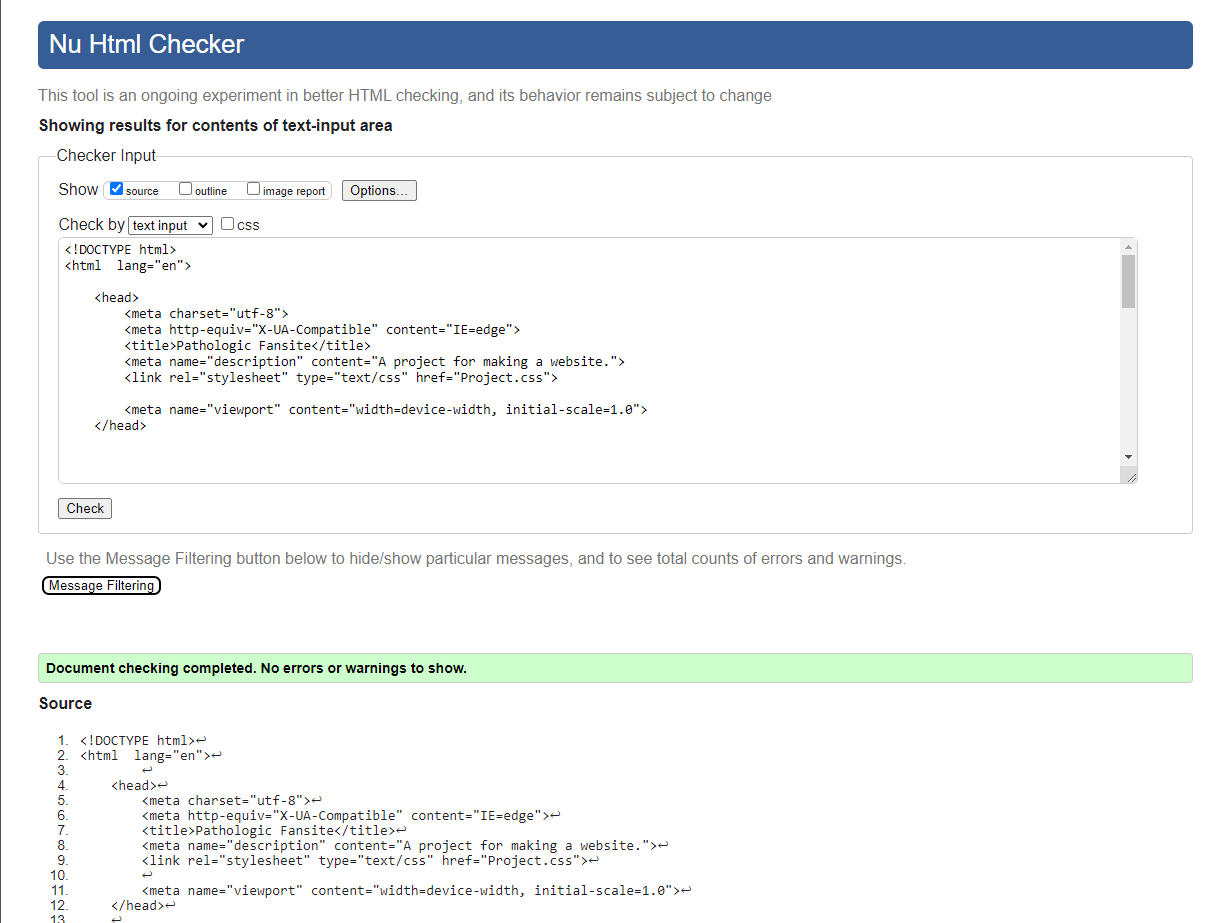 Nu Html Checker
This tool is an ongoing experiment in better HTML checking, and its behavior remains subject to change
Showing results for contents of text-input area
Checker Input
Show source outline image report Options...
Check by text input css
<!DOCTYPE html>
<html  lang="en">
    <head>
        <meta charset="utf-8">
        <meta http-equiv="X-UA-Compatible" content="IE=edge">
        <title>Pathologic Fansite</title>
        <meta name="description" content="A project for making a website.">
        <link rel="stylesheet" type="text/css" href="Project.css">
        <meta name="viewport" content="width=device-width, initial-scale=1.0">
    </head>
Check
Use the Message Filtering button below to hide/show particular messages, and to see total counts of errors and warnings.
Message Filtering
Document checking completed. No errors or warnings to show.
Source
1. <!DOCTYPE html>↩
2. <html  lang="en">↩
3.         ↩
4.     <head>↩
5.         <meta charset="utf-8">↩
6.         <meta http-equiv="X-UA-Compatible" content="IE=edge">↩
7.         <title>Pathologic Fansite</title>↩
8.         <meta name="description" content="A project for making a website.">↩
9.         <link rel="stylesheet" type="text/css" href="Project.css">↩
10.         ↩
11.         <meta name="viewport" content="width=device-width, initial-scale=1.0">↩
12.     </head>↩
13.     ↩